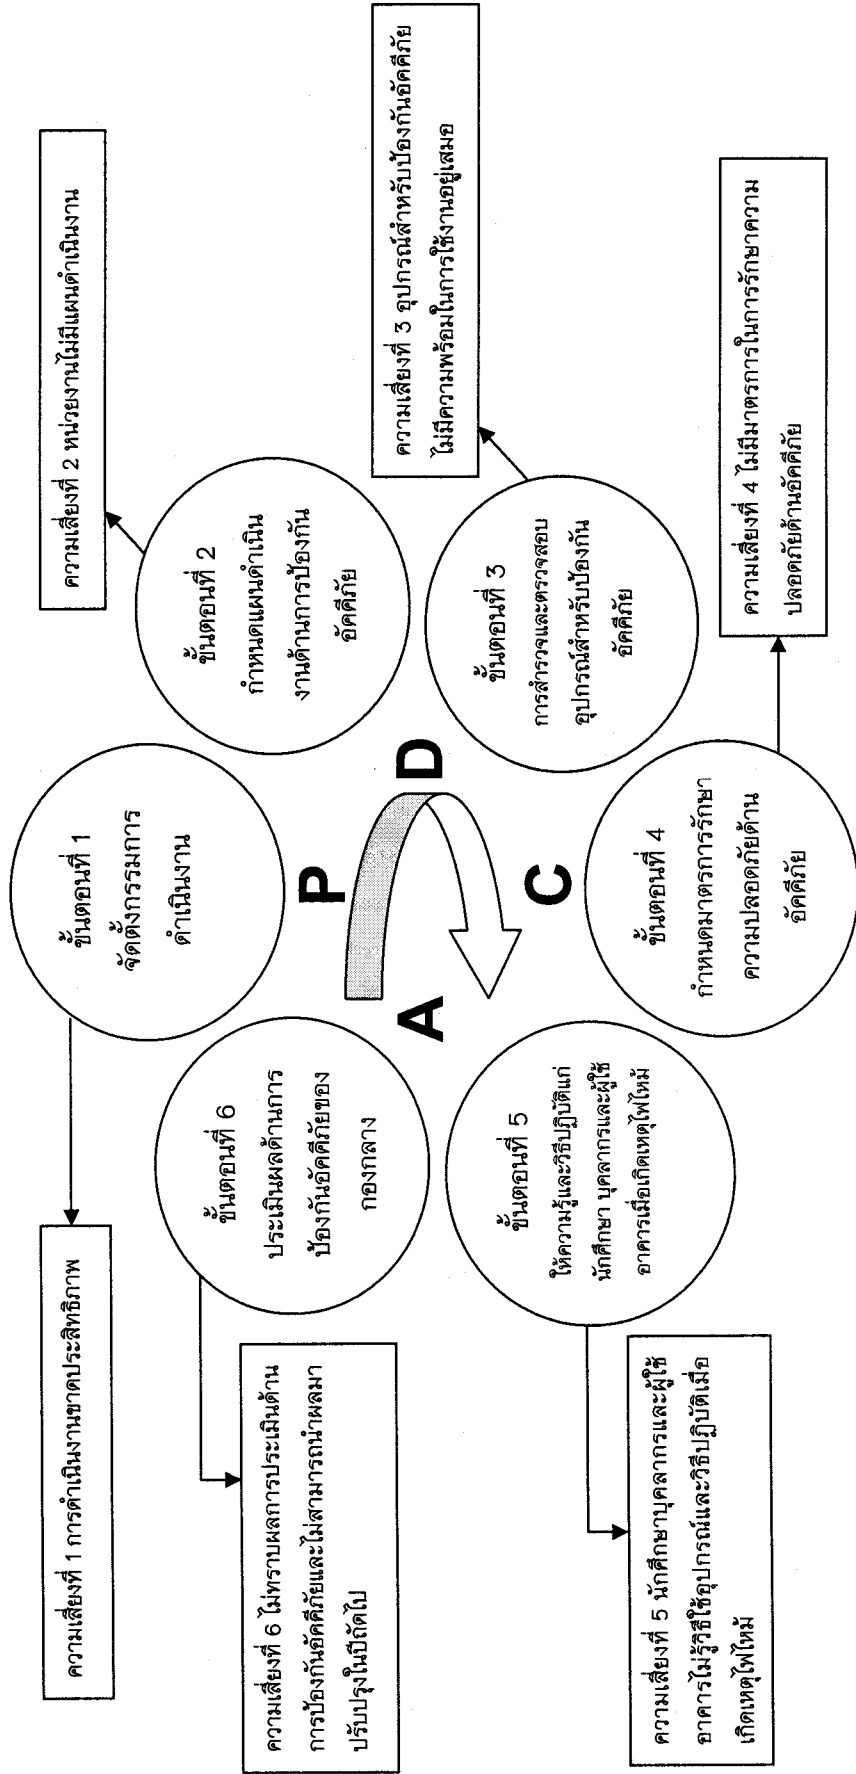 ความเสี่ยงที่ 1 การดำเนินงานขาดประสิทธิภาพ
ขั้นตอนที่ 1
จัดตั้งกรรมการ
ดำเนินงาน
ความเสี่ยงที่ 2 หน่วยงานไม่มีแผนดำเนินงาน
ขั้นตอนที่ 2
กำหนดแผนดำเนิน
งานด้านการป้องกัน
อัคคีภัย
ความเสี่ยงที่ 3 อุปกรณ์สำหรับป้องกันอัคคีภัย
ไม่มีความพร้อมในการใช้งานอยู่เสมอ
ขั้นตอนที่ 3
การสำรวจและตรวจสอบ
อุปกรณ์สำหรับป้องกัน
อัคคีภัย
ความเสี่ยงที่ 4 ไม่มีมาตรการในการรักษาความ
ปลอดภัยด้านอัคคีภัย
ขั้นตอนที่ 4
กำหนดมาตรการรักษา
ความปลอดภัยด้าน
อัคคีภัย
ขั้นตอนที่ 5
ให้ความรู้และวิธีปฏิบัติแก่
นักศึกษา บุคลากรและผู้ใช้
อาคารเมื่อเกิดเหตุไฟไหม้
ความเสี่ยงที่ 5 นักศึกษาบุคลากรและผู้ใช้
อาคารไม่รู้วิธีใช้อุปกรณ์และวิธีปฏิบัติเมื่อ
เกิดเหตุไฟไหม้
ขั้นตอนที่ 6
ประเมินผลด้านการ
ป้องกันอัคคีภัยของ
กองกลาง
ความเสี่ยงที่ 6 ไม่ทราบผลการประเมินด้าน
การป้องกันอัคคีภัยและไม่สามารถนำผลมา
ปรับปรุงในปีถัดไป
P
D
C
A